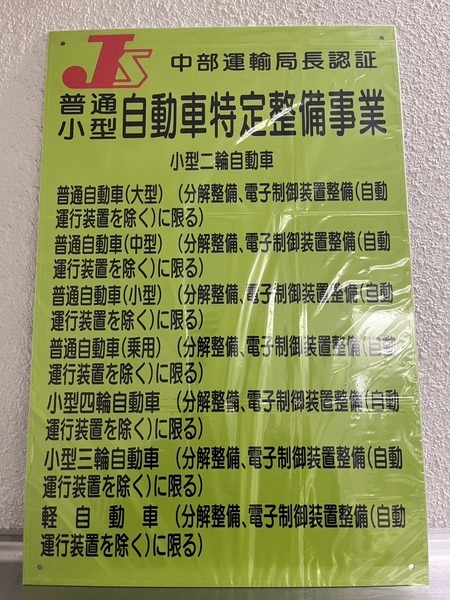 JS 中部運輸局長認証
普通
小型 自動車特定整備事業
小型二輪自動車
普通自動車(大型) (分解整備、電子制御装置整備(自動
運行装置を除く)に限る)
普通自動車(中型) (分解整備、電子制御装置整備(自動
運行装置を除く)に限る)
普通自動車(小型) (分解整備、電子制御装置整備(自動
運行装置を除く)に限る)
普通自動車(乗用) (分解整備、電子制御装置整備(自動
運行装置を除く)に限る)
小型四輪自動車 (分解整備、電子制御装置整備(自動
運行装置を除く)に限る)
小型三輪自動車 (分解整備、電子制御装置整備(自動
運行装置を除く)に限る)
軽自動車 (分解整備、電子制御装置整備(自動
運行装置を除く)に限る)